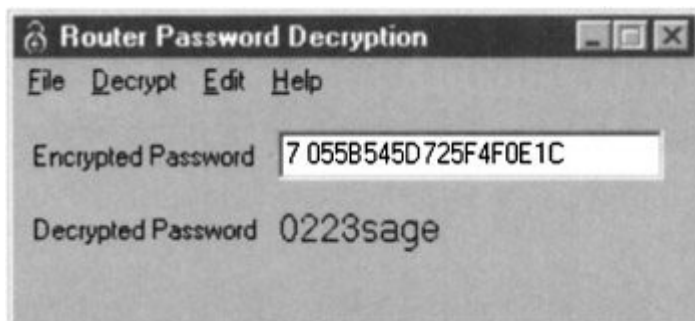 Router Password Decryption
File Decrypt Edit Help
Encrypted Password 7 055B545D725F4F0E1C
Decrypted Password 0223sage